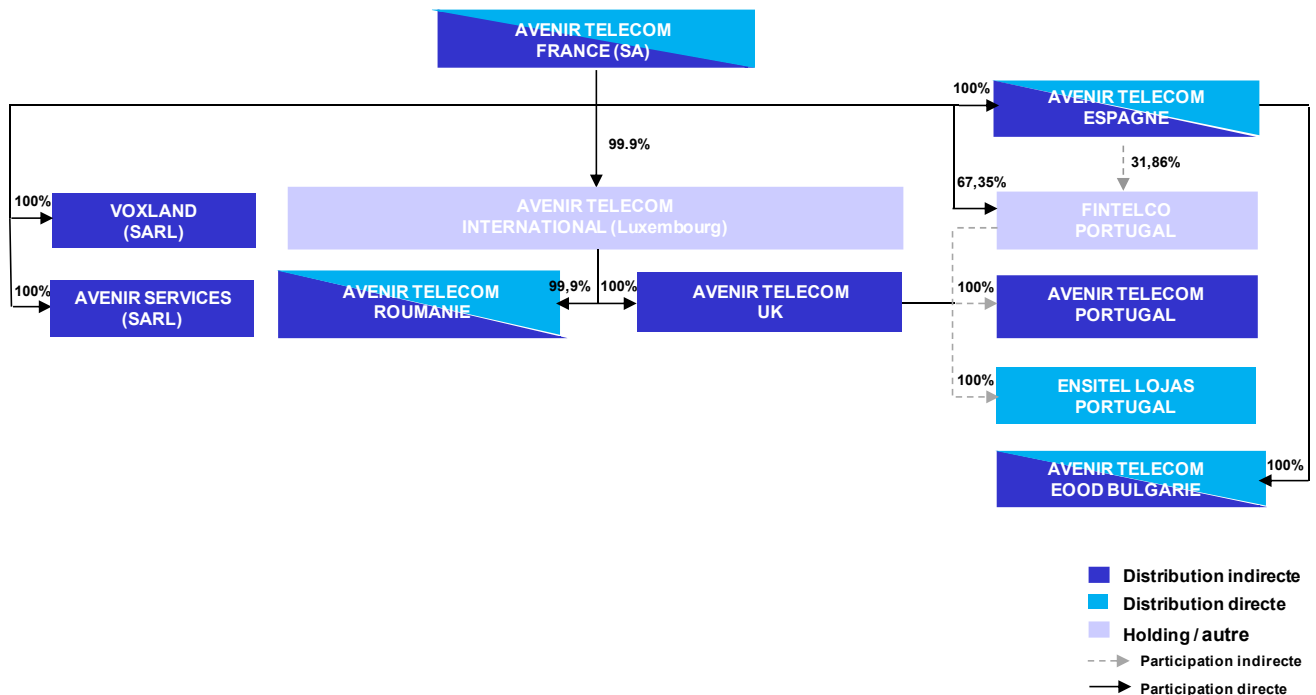 AVENIR TELECOM
FRANCE (SA)
100%
AVENIR TELECOM
ESPAGNE
99.9%
31,86%
67,35%
100%
VOXLAND
(SARL)
AVENIR TELECOM
INTERNATIONAL (Luxembourg)
FINTELCO
PORTUGAL
100%
AVENIR SERVICES
(SARL)
AVENIR TELECOM
ROUMANIE
99,9%
100%
AVENIR TELECOM
UK
100%
AVENIR TELECOM
PORTUGAL
100%
ENSITEL LOJAS
PORTUGAL
AVENIR TELECOM
EOOD BULGARIE
100%
Distribution indirecte
Distribution directe
Holding / autre
Participation indirecte
Participation directe